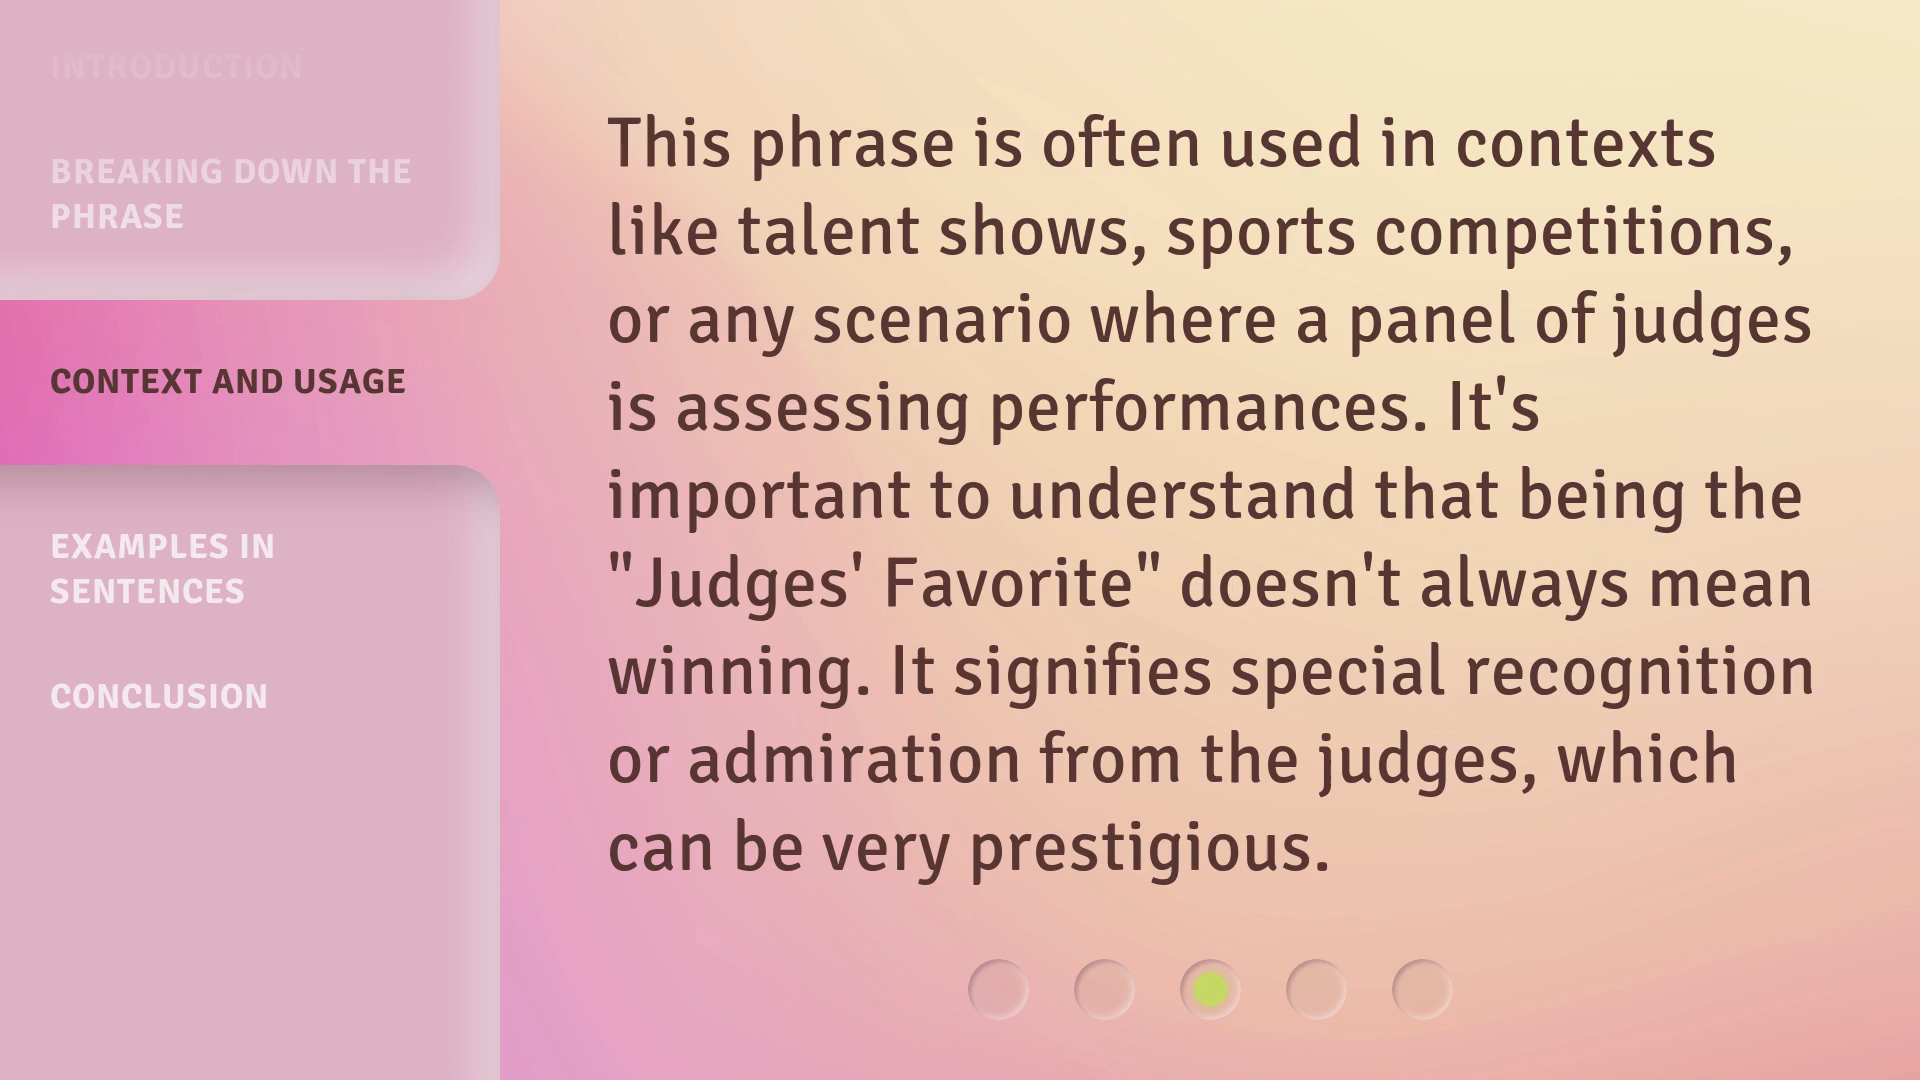 INTRODUCTION
BREAKING DOWN THE
PHRASE
CONTEXT AND USAGE
EXAMPLES IN
SENTENCES
CONCLUSION
This phrase is often used in contexts
like talent shows, sports competitions,
or any scenario where a panel of judges
is assessing performances. It's
important to understand that being the
"Judges' Favorite" doesn't always mean
winning. It signifies special recognition
or admiration from the judges, which
can be very prestigious.